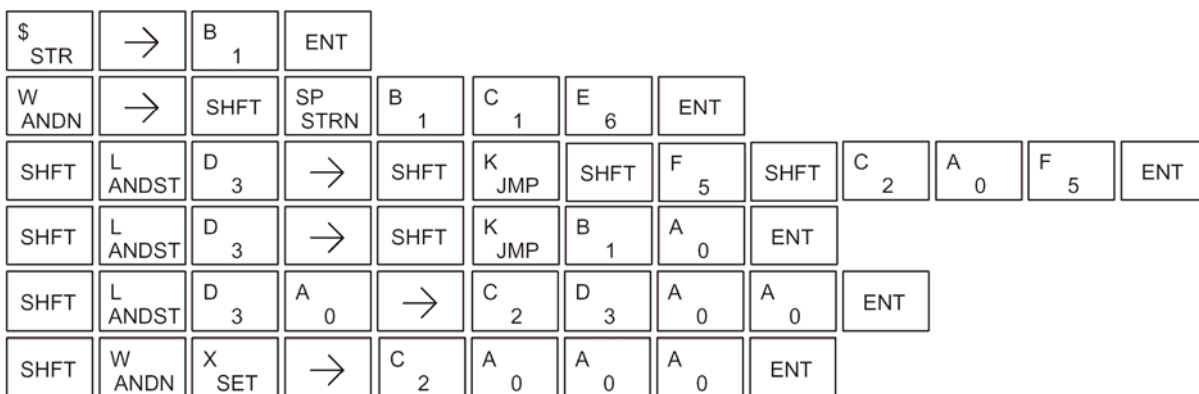 $ STR → B 1 ENT
W ANDN → SHFT SP STRN B 1 C 1 E 6 ENT
SHFT L ANDST D 3 → SHFT K JMP SHFT F 5 SHFT C 2 A 0 F 5 ENT
SHFT L ANDST D 3 → SHFT K JMP B 1 A 0 ENT
SHFT L ANDST D 3 A 0 → C 2 D 3 A 0 A 0 ENT
SHFT W ANDN X SET → C 2 A 0 A 0 A 0 ENT